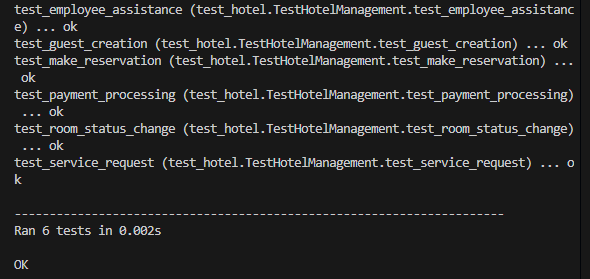 test_employee_assistance (test_hotel.TestHotelManagement.test_employee_assistanc
e) ... ok
test_guest_creation (test_hotel.TestHotelManagement.test_guest_creation) ... ok
test_make_reservation (test_hotel.TestHotelManagement.test_make_reservation) ...
 ok
test_payment_processing (test_hotel.TestHotelManagement.test_payment_processing)
 ... ok
test_room_status_change (test_hotel.TestHotelManagement.test_room_status_change)
 ... ok
test_service_request (test_hotel.TestHotelManagement.test_service_request) ... o
k
----------------------------------------------------------------------
Ran 6 tests in 0.002s
OK